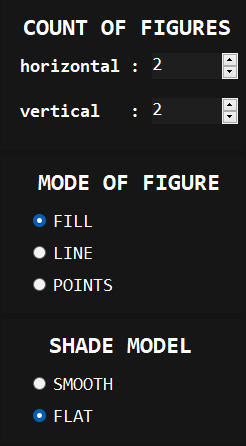 COUNT OF FIGURES
horizontal : 2
vertical : 2
MODE OF FIGURE
FILL
LINE
POINTS
SHADE MODEL
SMOOTH
FLAT